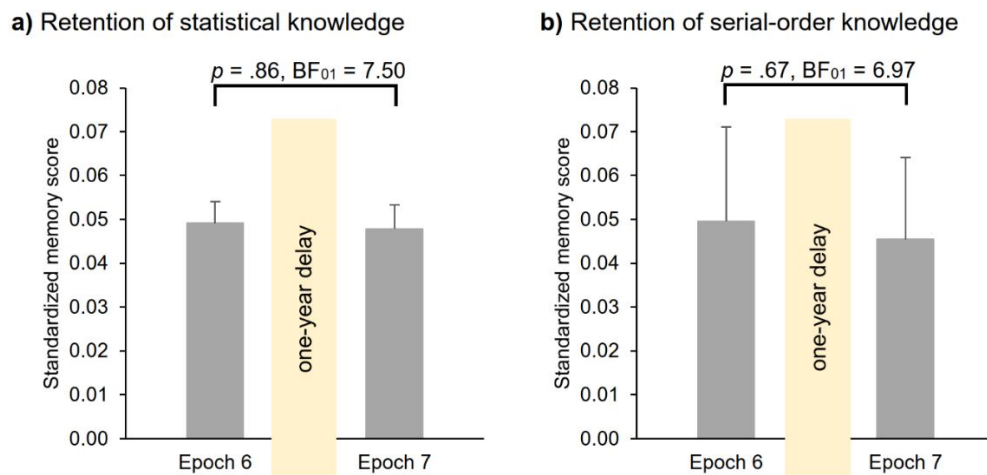 a) Retention of statistical knowledge
p = .86, BF₀₁ = 7.50
0.08
0.07
0.06
0.05
0.04
0.03
0.02
0.01
0.00
Standardized memory score
one-year delay
Epoch 6
Epoch 7
b) Retention of serial-order knowledge
p = .67, BF₀₁ = 6.97
0.08
0.07
0.06
0.05
0.04
0.03
0.02
0.01
0.00
Standardized memory score
one-year delay
Epoch 6
Epoch 7